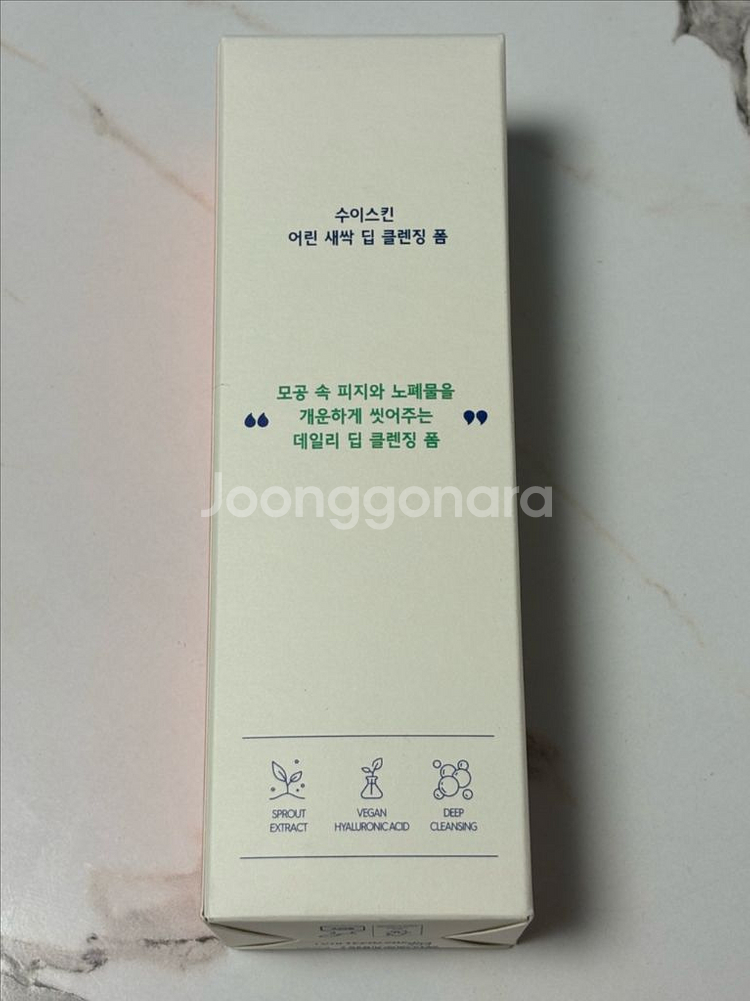 수이스킨
어린 새싹 딥 클렌징 폼
“ 모공 속 피지와 노폐물을
개운하게 씻어주는
데일리 딥 클렌징 폼 ”
Joonggonara
SPROUT
EXTRACT
VEGAN
HYALURONIC ACID
DEEP
CLEANSING